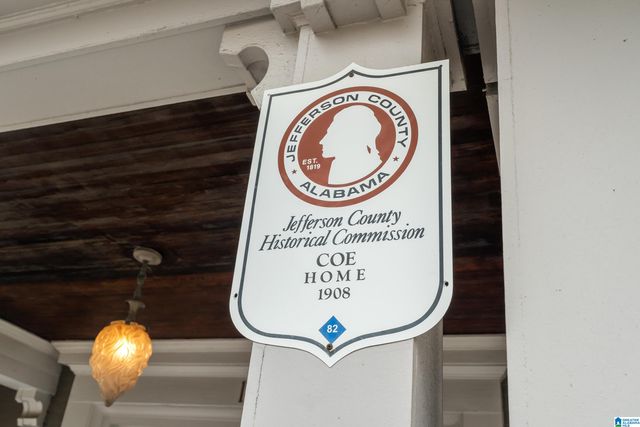 JEFFERSON COUNTY
EST.
1819
ALABAMA
Jefferson County
Historical Commission
COE
HOME
1908
82